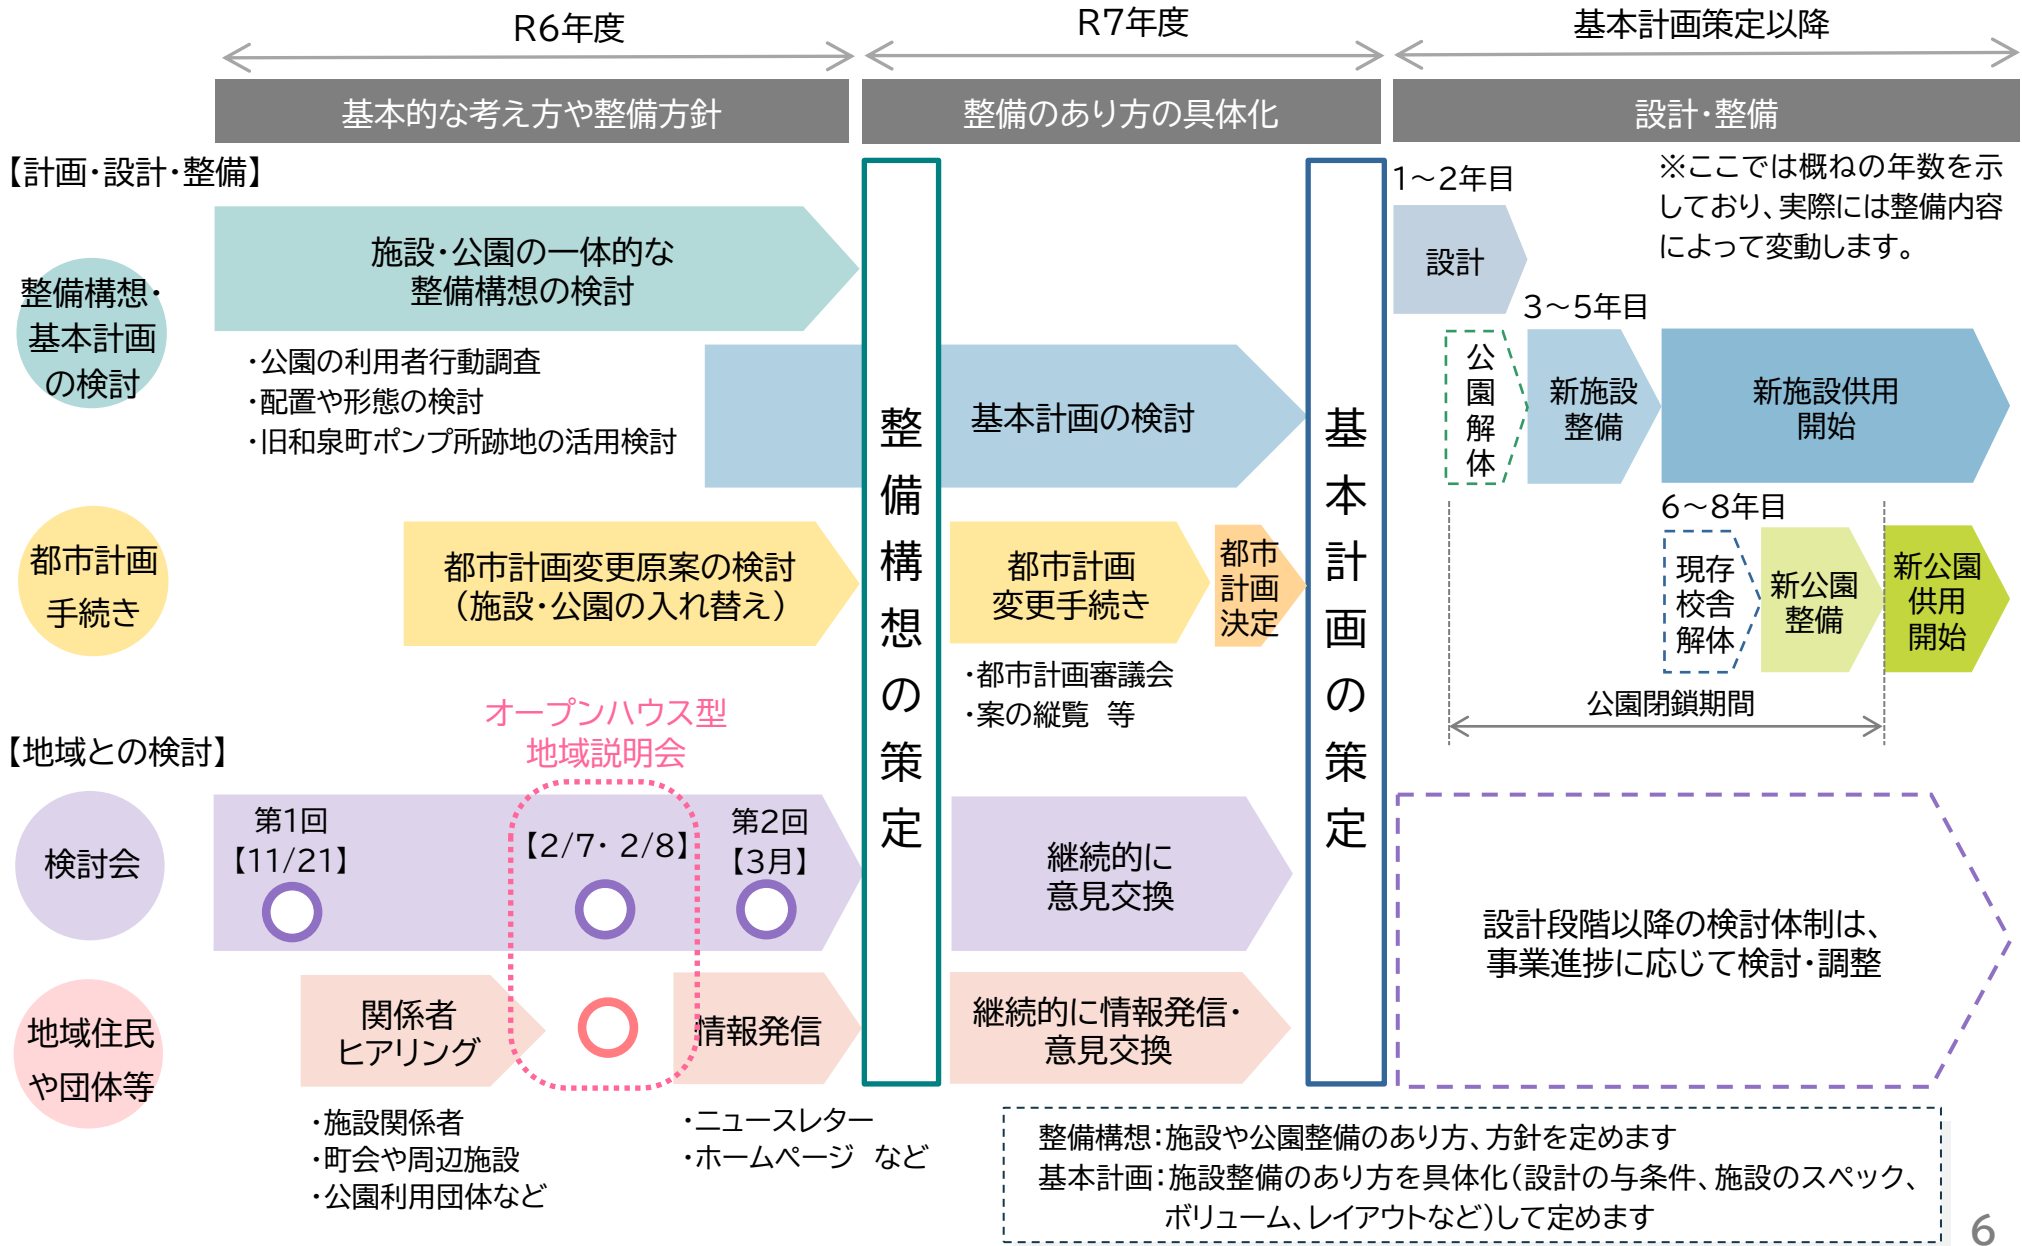 R6年度
R7年度
基本計画策定以降
基本的な考え方や整備方針
整備のあり方の具体化
設計・整備
【計画・設計・整備】
整備構想・
基本計画
の検討
施設・公園の一体的な
整備構想の検討
・公園の利用者行動調査
・配置や形態の検討
・旧和泉町ポンプ所跡地の活用検討
基本計画の検討
整備構想の策定
基本計画の策定
1～2年目
設計
※ここでは概ねの年数を示
しており、実際には整備内容
によって変動します。
3～5年目
公園解体
新施設
整備
新施設供用
開始
都市計画
手続き
都市計画変更原案の検討
(施設・公園の入れ替え)
都市計画
変更手続き
都市
計画
決定
・都市計画審議会
・案の縦覧　等
6～8年目
現存
校舎
解体
新公園
整備
新公園
供用
開始
公園閉鎖期間
【地域との検討】
オープンハウス型
地域説明会
検討会
第1回
【11/21】
【2/7・ 2/8】
第2回
【3月】
継続的に
意見交換
設計段階以降の検討体制は、
事業進捗に応じて検討・調整
地域住民
や団体等
関係者
ヒアリング
情報発信
継続的に情報発信・
意見交換
・施設関係者
・町会や周辺施設
・公園利用団体など
・ニュースレター
・ホームページ　など
整備構想：施設や公園整備のあり方、方針を定めます
基本計画：施設整備のあり方を具体化(設計の与条件、施設のスペック、
ボリューム、レイアウトなど)して定めます
6